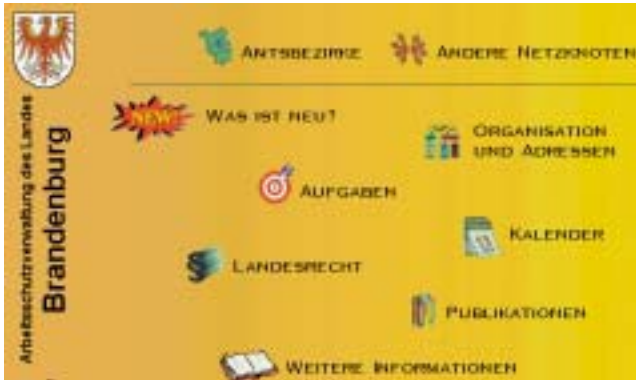 Arbeitsschutzverwaltung des Landes
Brandenburg
AMTSBEZIRKE
ANDERE NETZKNOTEN
NEW
WAS IST NEU?
ORGANISATION
UND ADRESSEN
AUFGABEN
KALENDER
LANDESRECHT
PUBLIKATIONEN
WEITERE INFORMATIONEN